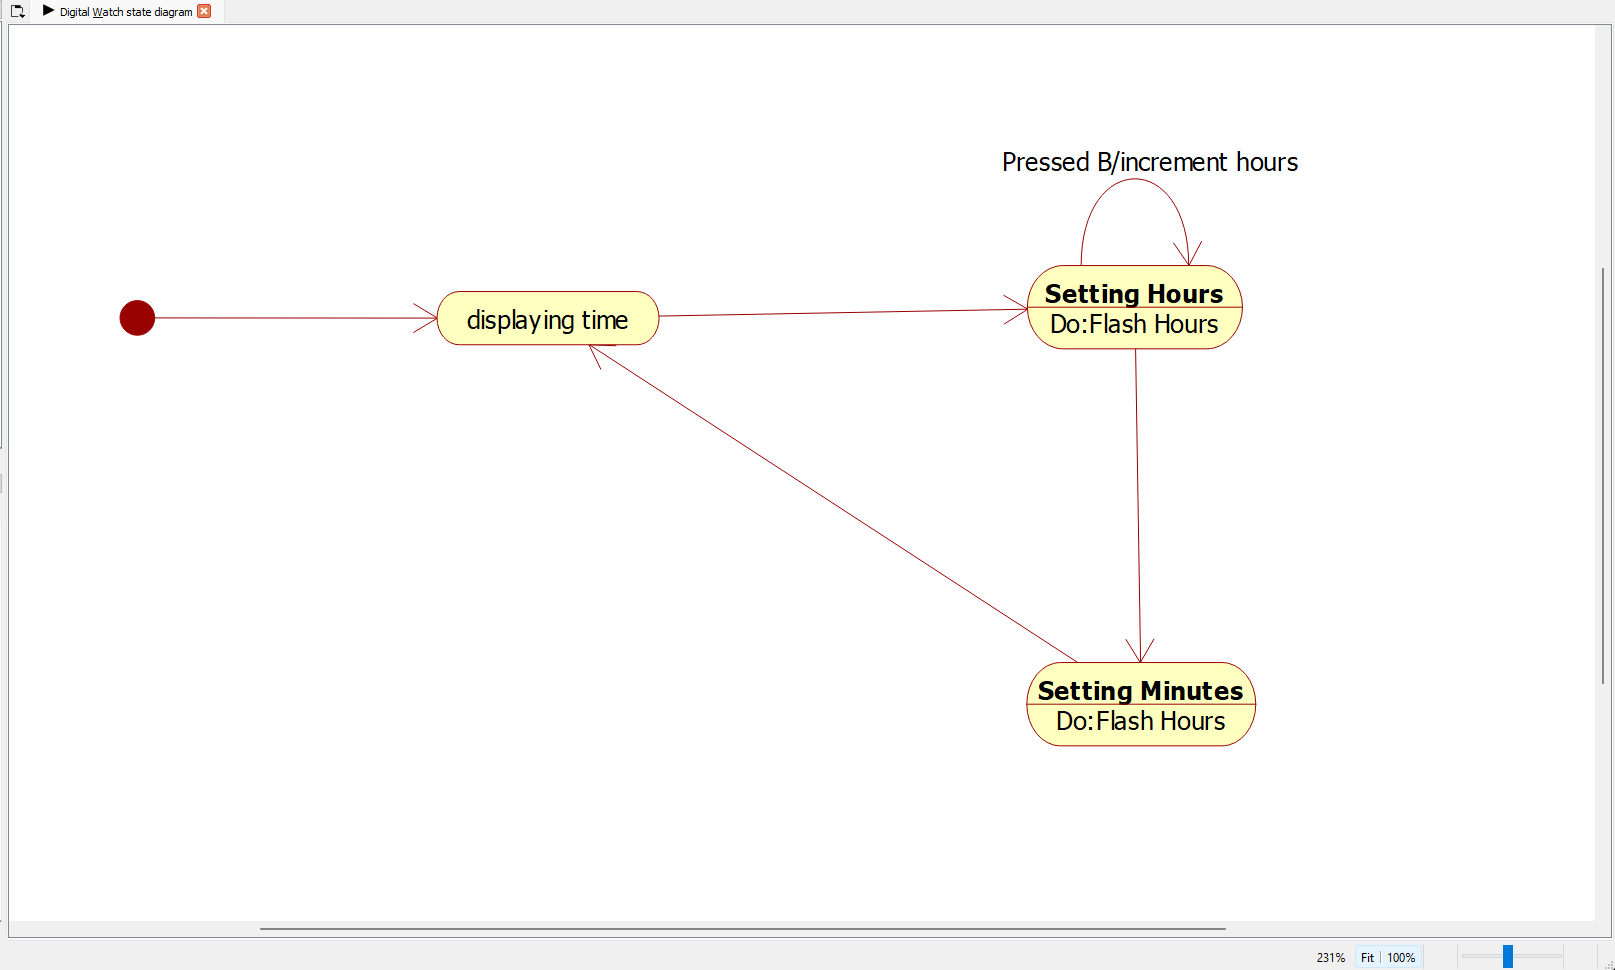 Digital Watch state diagram
Pressed B/increment hours
displaying time
Setting Hours
Do:Flash Hours
Setting Minutes
Do:Flash Hours
231% Fit 100%